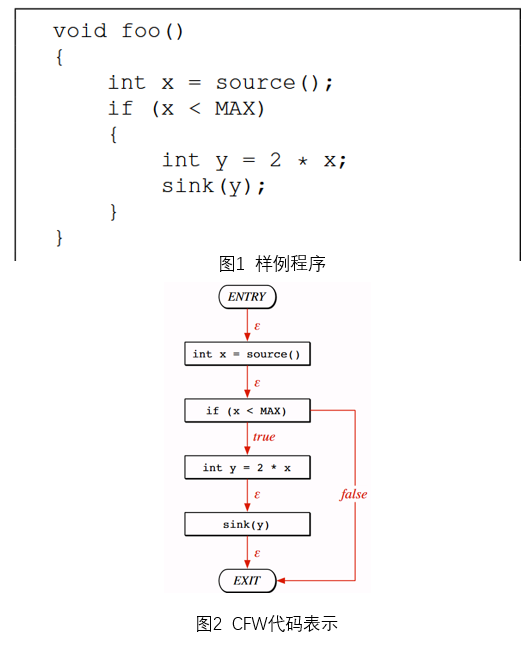 void foo()
{
int x = source();
if (x < MAX)
{
int y = 2 * x;
sink(y);
}
}
图1 样例程序
ENTRY
ε
int x = source()
ε
if (x < MAX)
true
int y = 2 * x
ε
false
sink(y)
ε
EXIT
图2 CFW代码表示